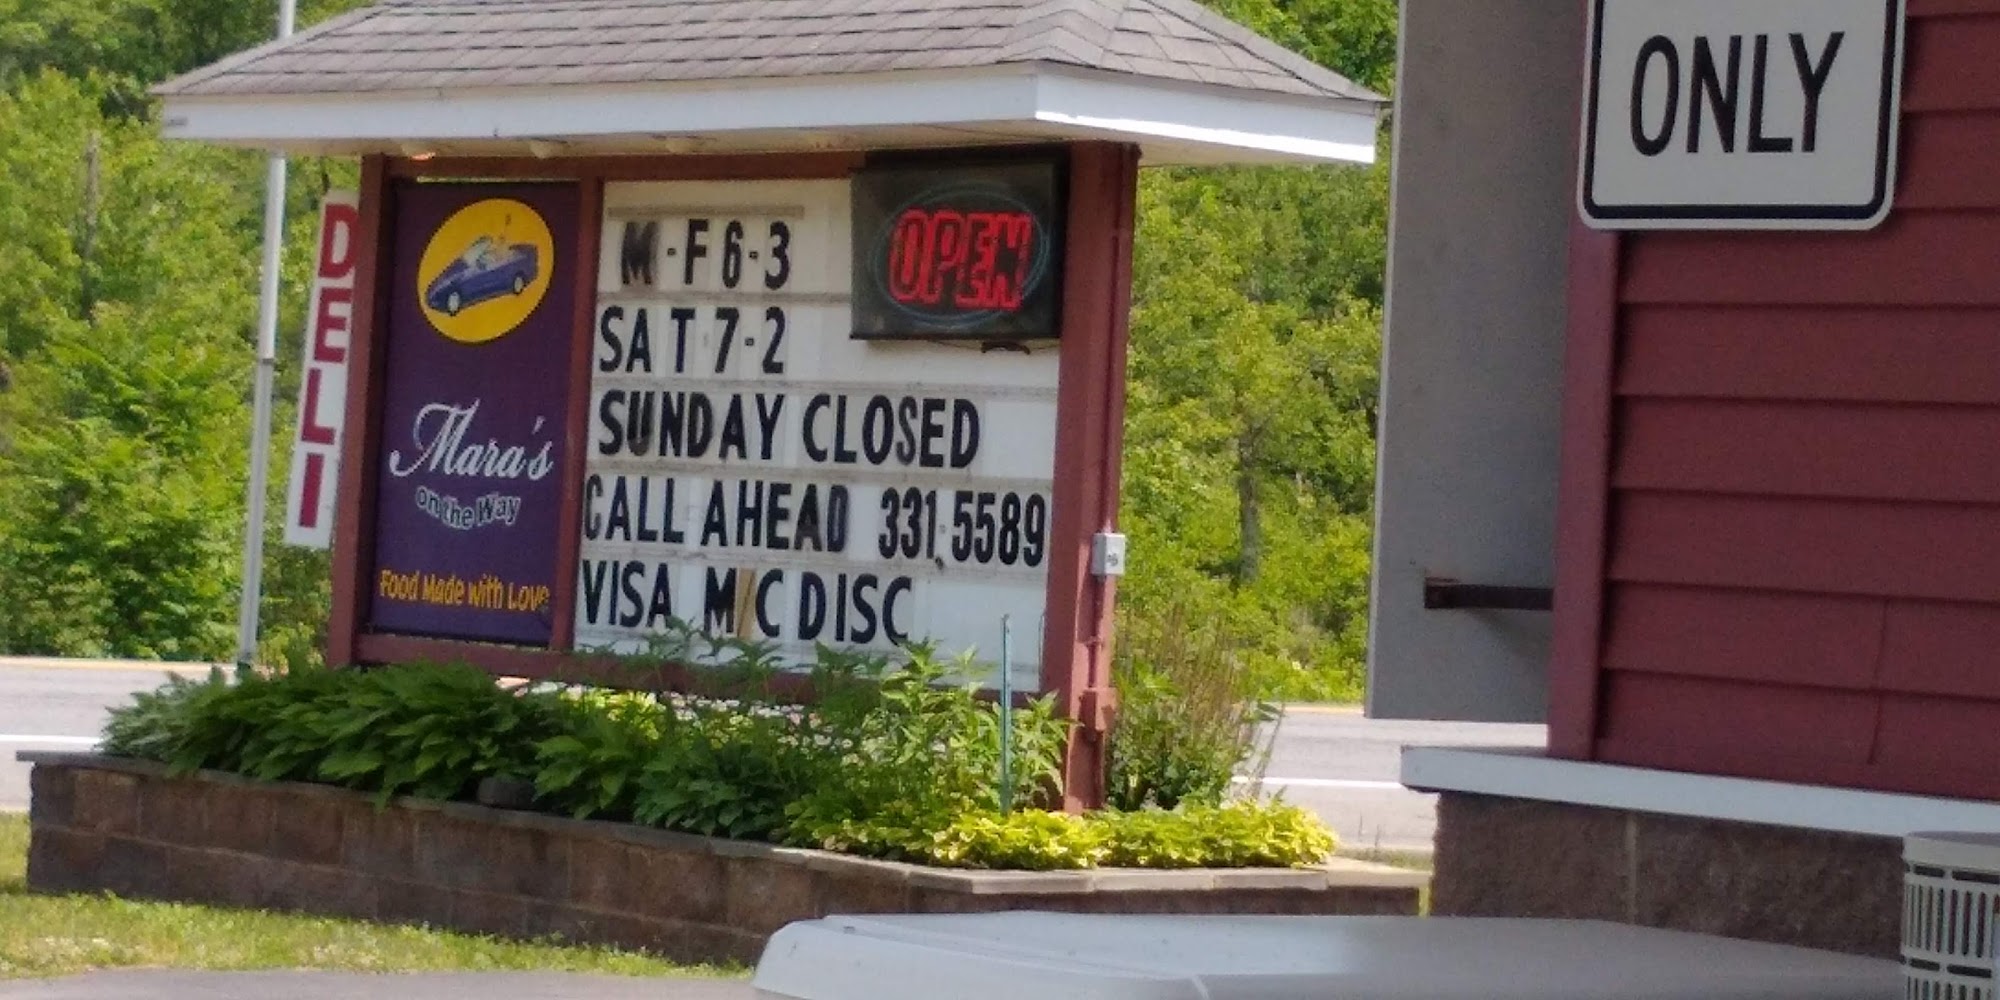 DELI
Mara's
on the Way
Food Made with Love
M-F 6-3
SAT 7-2
SUNDAY CLOSED
CALL AHEAD 331.5589
VISA M/C DISC
OPEN
ONLY